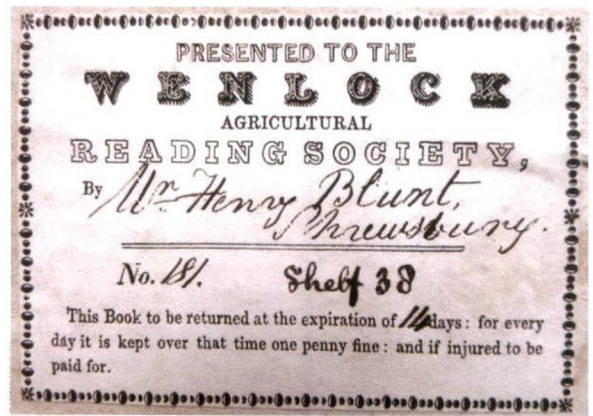 PRESENTED TO THE
WENLOCK
AGRICULTURAL
READING SOCIETY,
By Mr. Henry Blunt,
Shrewsbury.
No. 181. Shelf 38
This Book to be returned at the expiration of 14 days: for every
day it is kept over that time one penny fine: and if injured to be
paid for.